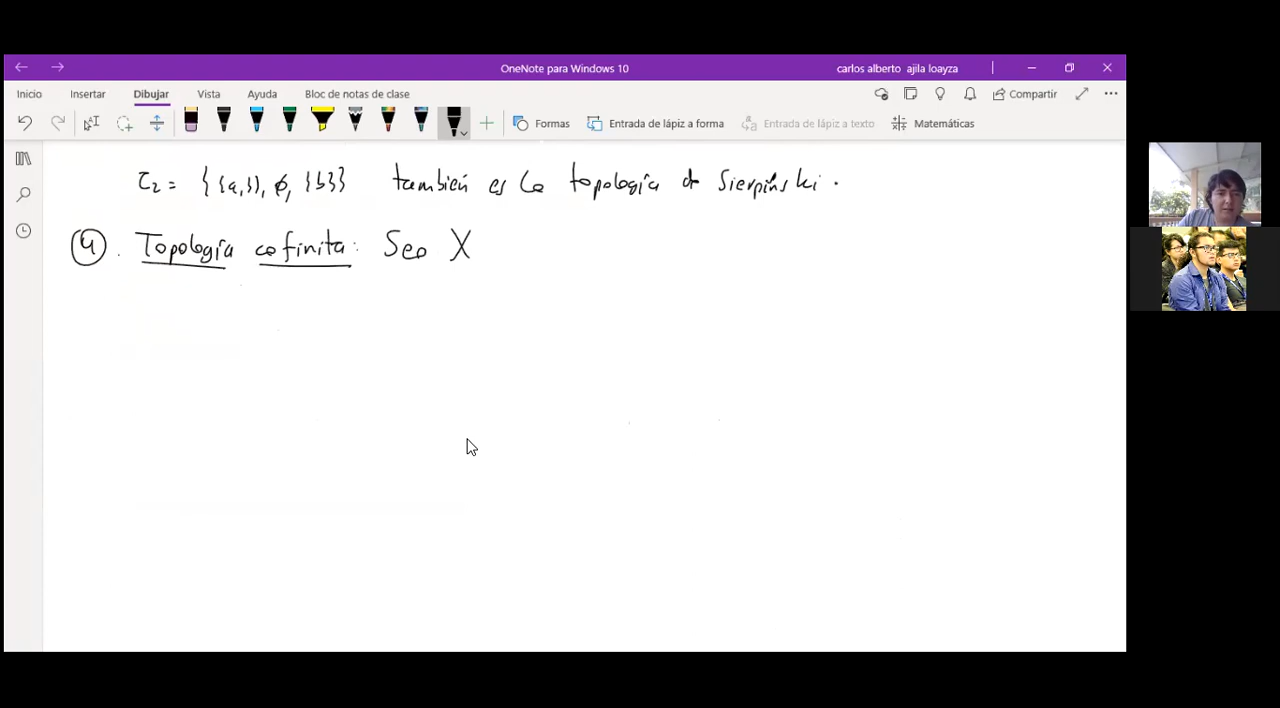 OneNote para Windows 10
carlos alberto ajila loayza
Inicio Insertar Dibujar Vista Ayuda Bloc de notas de clase
Compartir
Formas Entrada de lápiz a forma Entrada de lápiz a texto Matemáticas
τ₂ = {{a,b}, ϕ, {b}} también es la topología de Sierpiński.
(4). Topología cofinita: Sea X